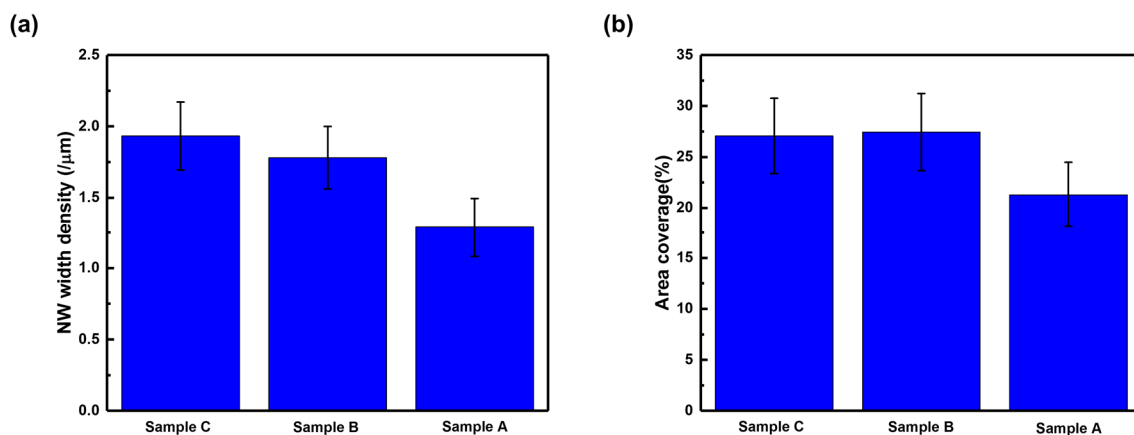 (a)
NW width density (/μm)
2.5
2.0
1.5
1.0
0.5
0.0
Sample C Sample B Sample A
(b)
Area coverage(%)
35
30
25
20
15
10
5
0
Sample C Sample B Sample A